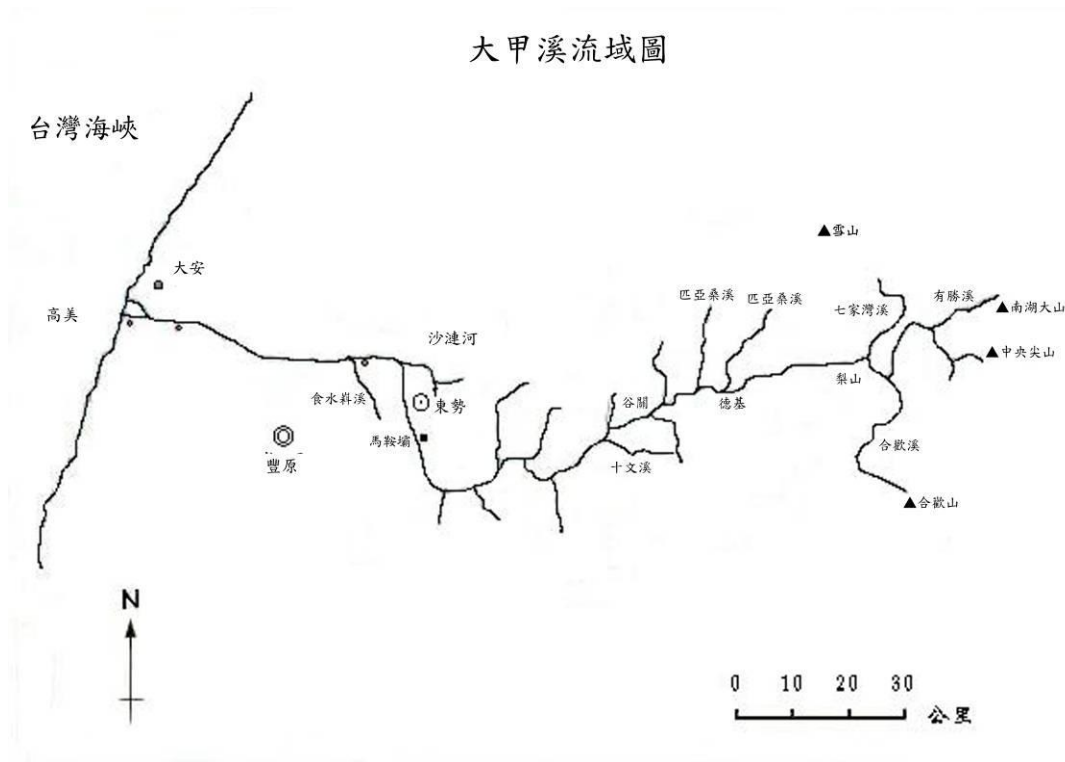 大甲溪流域圖
台灣海峽
雪山
大安
匹亞桑溪
匹亞桑溪
七家灣溪
有勝溪
南湖大山
高美
沙漣河
中央尖山
梨山
食水嵙溪
東勢
谷關
德基
馬鞍壩
合歡溪
豐原
十文溪
合歡山
N
0 10 20 30
公里